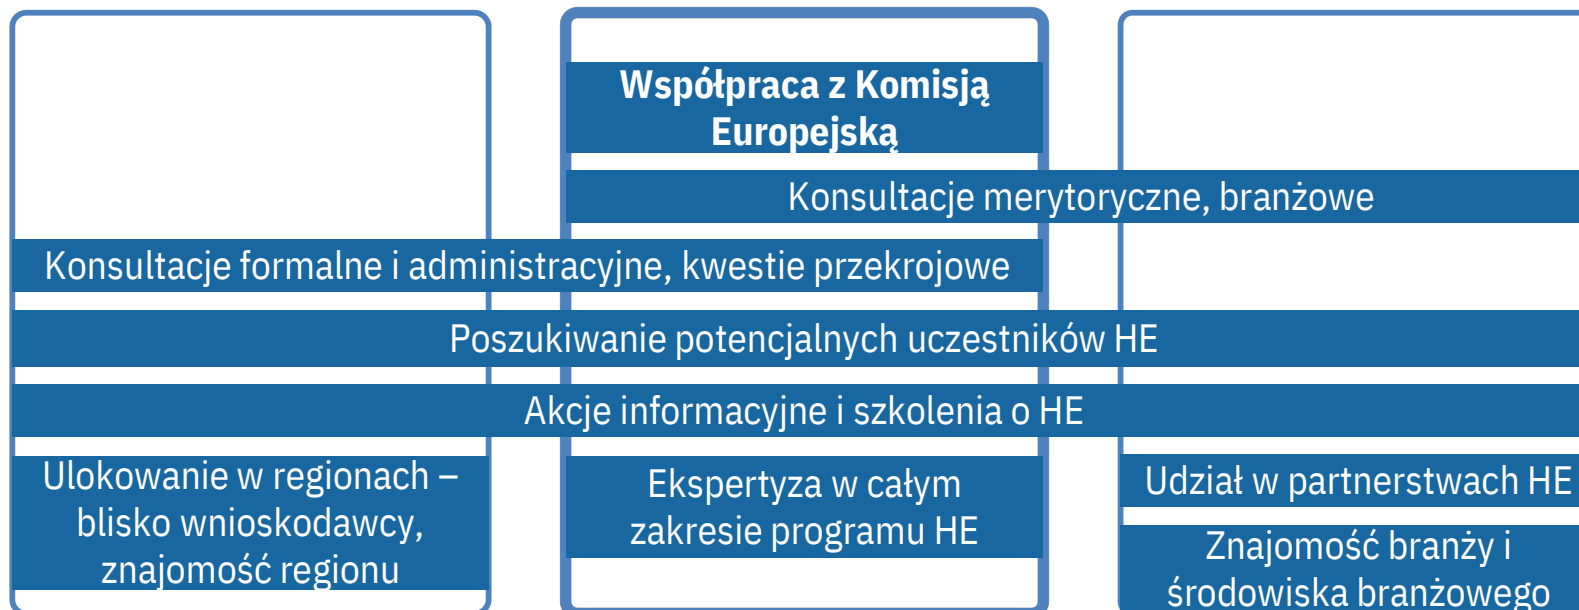 Współpraca z Komisją
Europejską
Konsultacje merytoryczne, branżowe
Konsultacje formalne i administracyjne, kwestie przekrojowe
Poszukiwanie potencjalnych uczestników HE
Akcje informacyjne i szkolenia o HE
Ulokowanie w regionach –
blisko wnioskodawcy,
znajomość regionu
Ekspertyza w całym
zakresie programu HE
Udział w partnerstwach HE
Znajomość branży i
środowiska branżowego